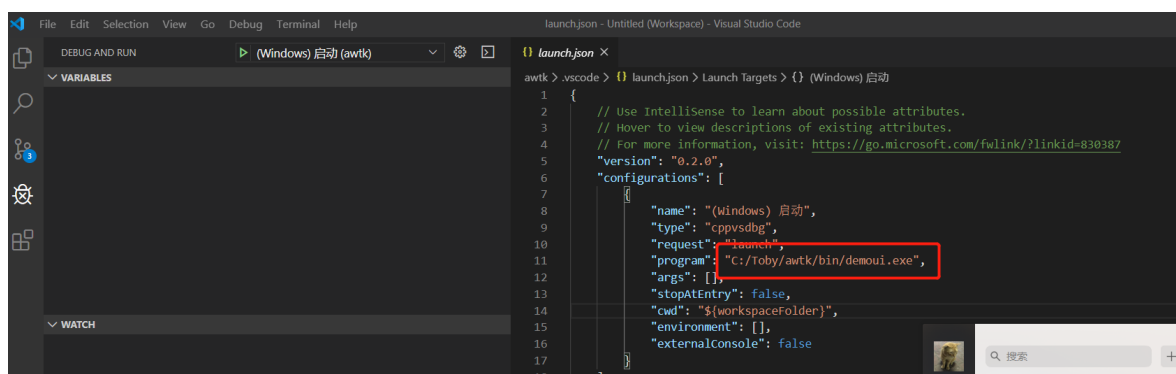 File Edit Selection View Go Debug Terminal Help
launch.json - Untitled (Workspace) - Visual Studio Code
DEBUG AND RUN
(Windows) 启动 (awtk)
VARIABLES
WATCH
3
{} launch.json ×
awtk > .vscode > {} launch.json > Launch Targets > {} (Windows) 启动
1 {
2 // Use IntelliSense to learn about possible attributes.
3 // Hover to view descriptions of existing attributes.
4 // For more information, visit: https://go.microsoft.com/fwlink/?linkid=830387
5 "version": "0.2.0",
6 "configurations": [
7 {
8 "name": "(Windows) 启动",
9 "type": "cppvsdbg",
10 "request": "launch",
11 "program": "C:/Toby/awtk/bin/demoui.exe",
12 "args": [],
13 "stopAtEntry": false,
14 "cwd": "${workspaceFolder}",
15 "environment": [],
16 "externalConsole": false
17 }
搜索